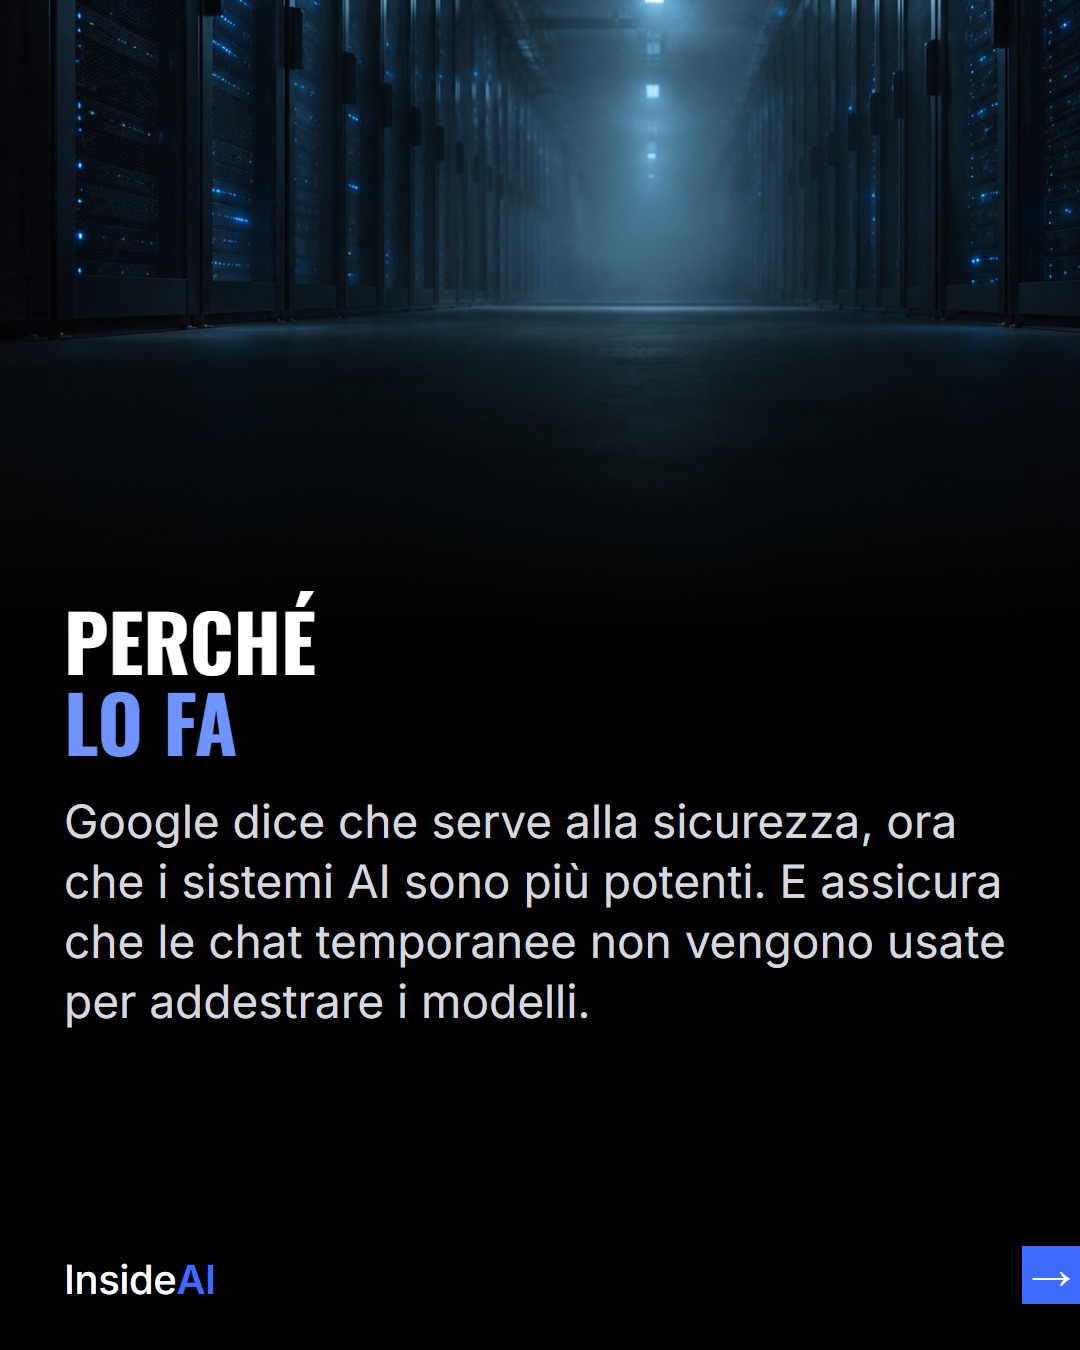 PERCHÉ
LO FA
Google dice che serve alla sicurezza, ora
che i sistemi AI sono più potenti. E assicura
che le chat temporanee non vengono usate
per addestrare i modelli.
InsideAI
→